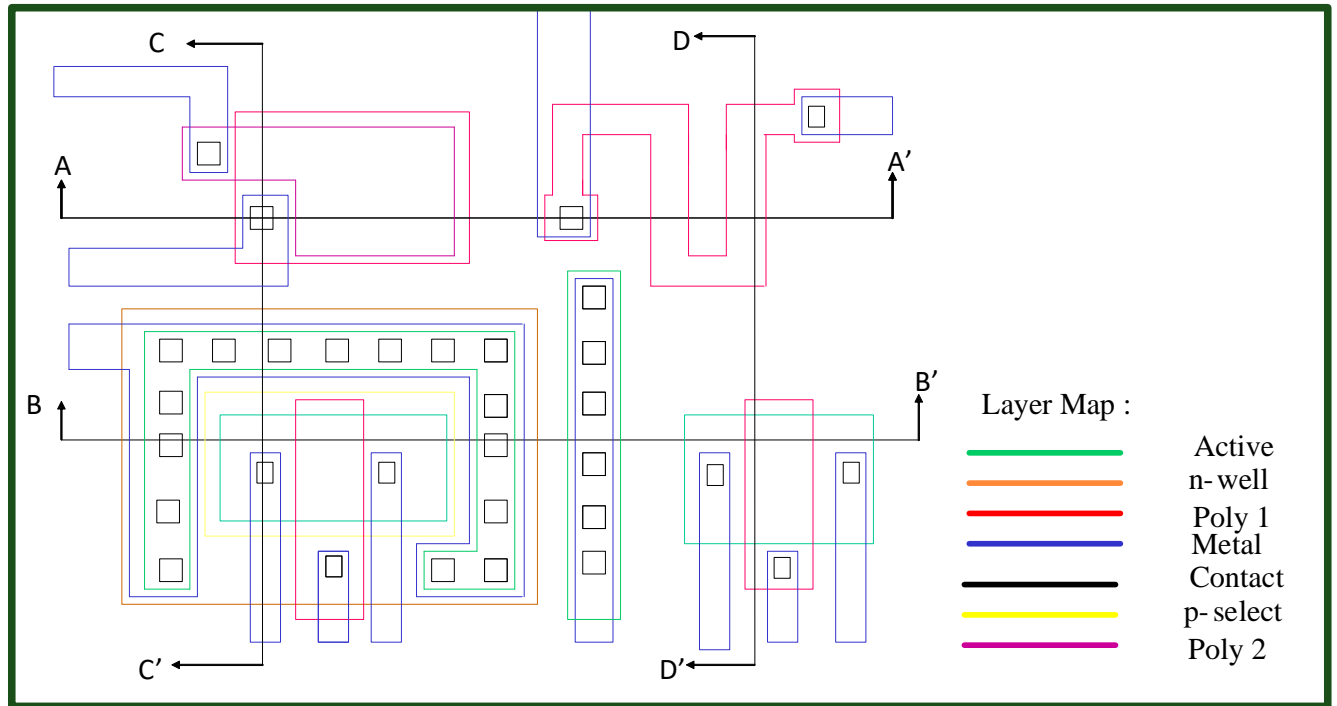 C
D
A
A’
B
B’
C’
D’
Layer Map :
Active
n- well
Poly 1
Metal
Contact
p- select
Poly 2